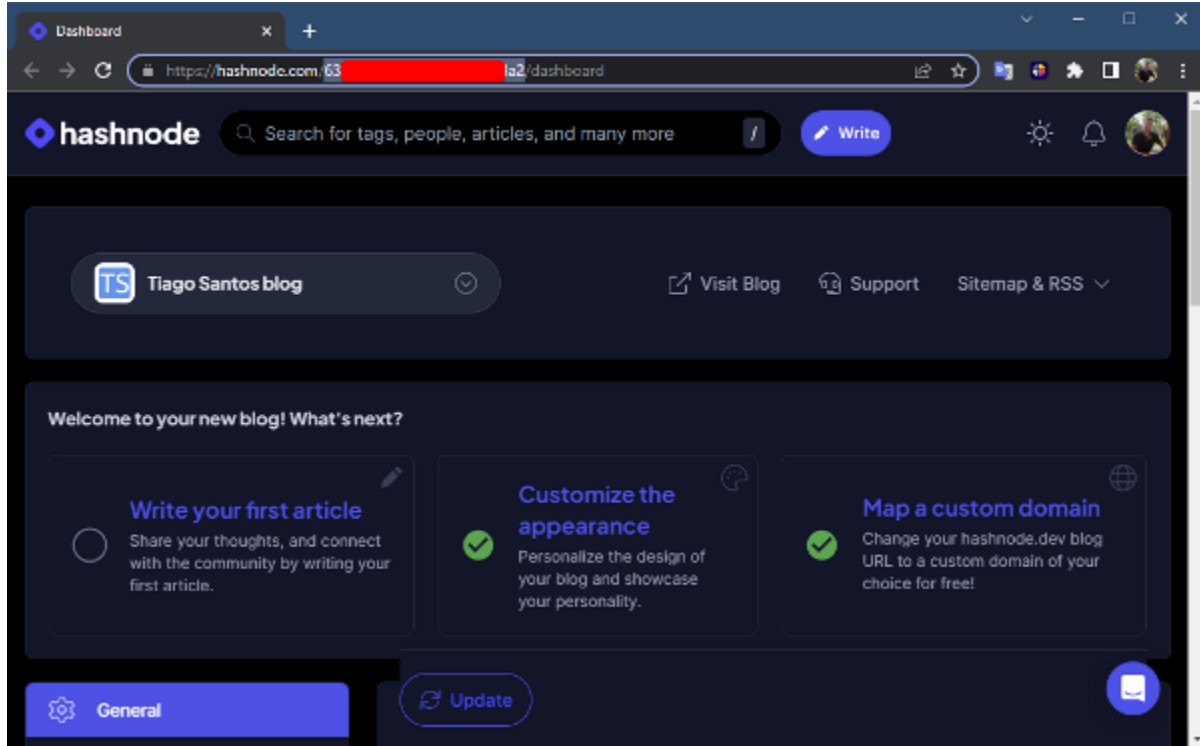 Dashboard
https://hashnode.com/63 la2/dashboard
hashnode
Search for tags, people, articles, and many more
/
Write
TS
Tiago Santos blog
Visit Blog
Support
Sitemap & RSS
Welcome to your new blog! What's next?
Write your first article
Share your thoughts, and connect
with the community by writing your
first article.
Customize the
appearance
Personalize the design of
your blog and showcase
your personality.
Map a custom domain
Change your hashnode.dev blog
URL to a custom domain of your
choice for free!
General
Update